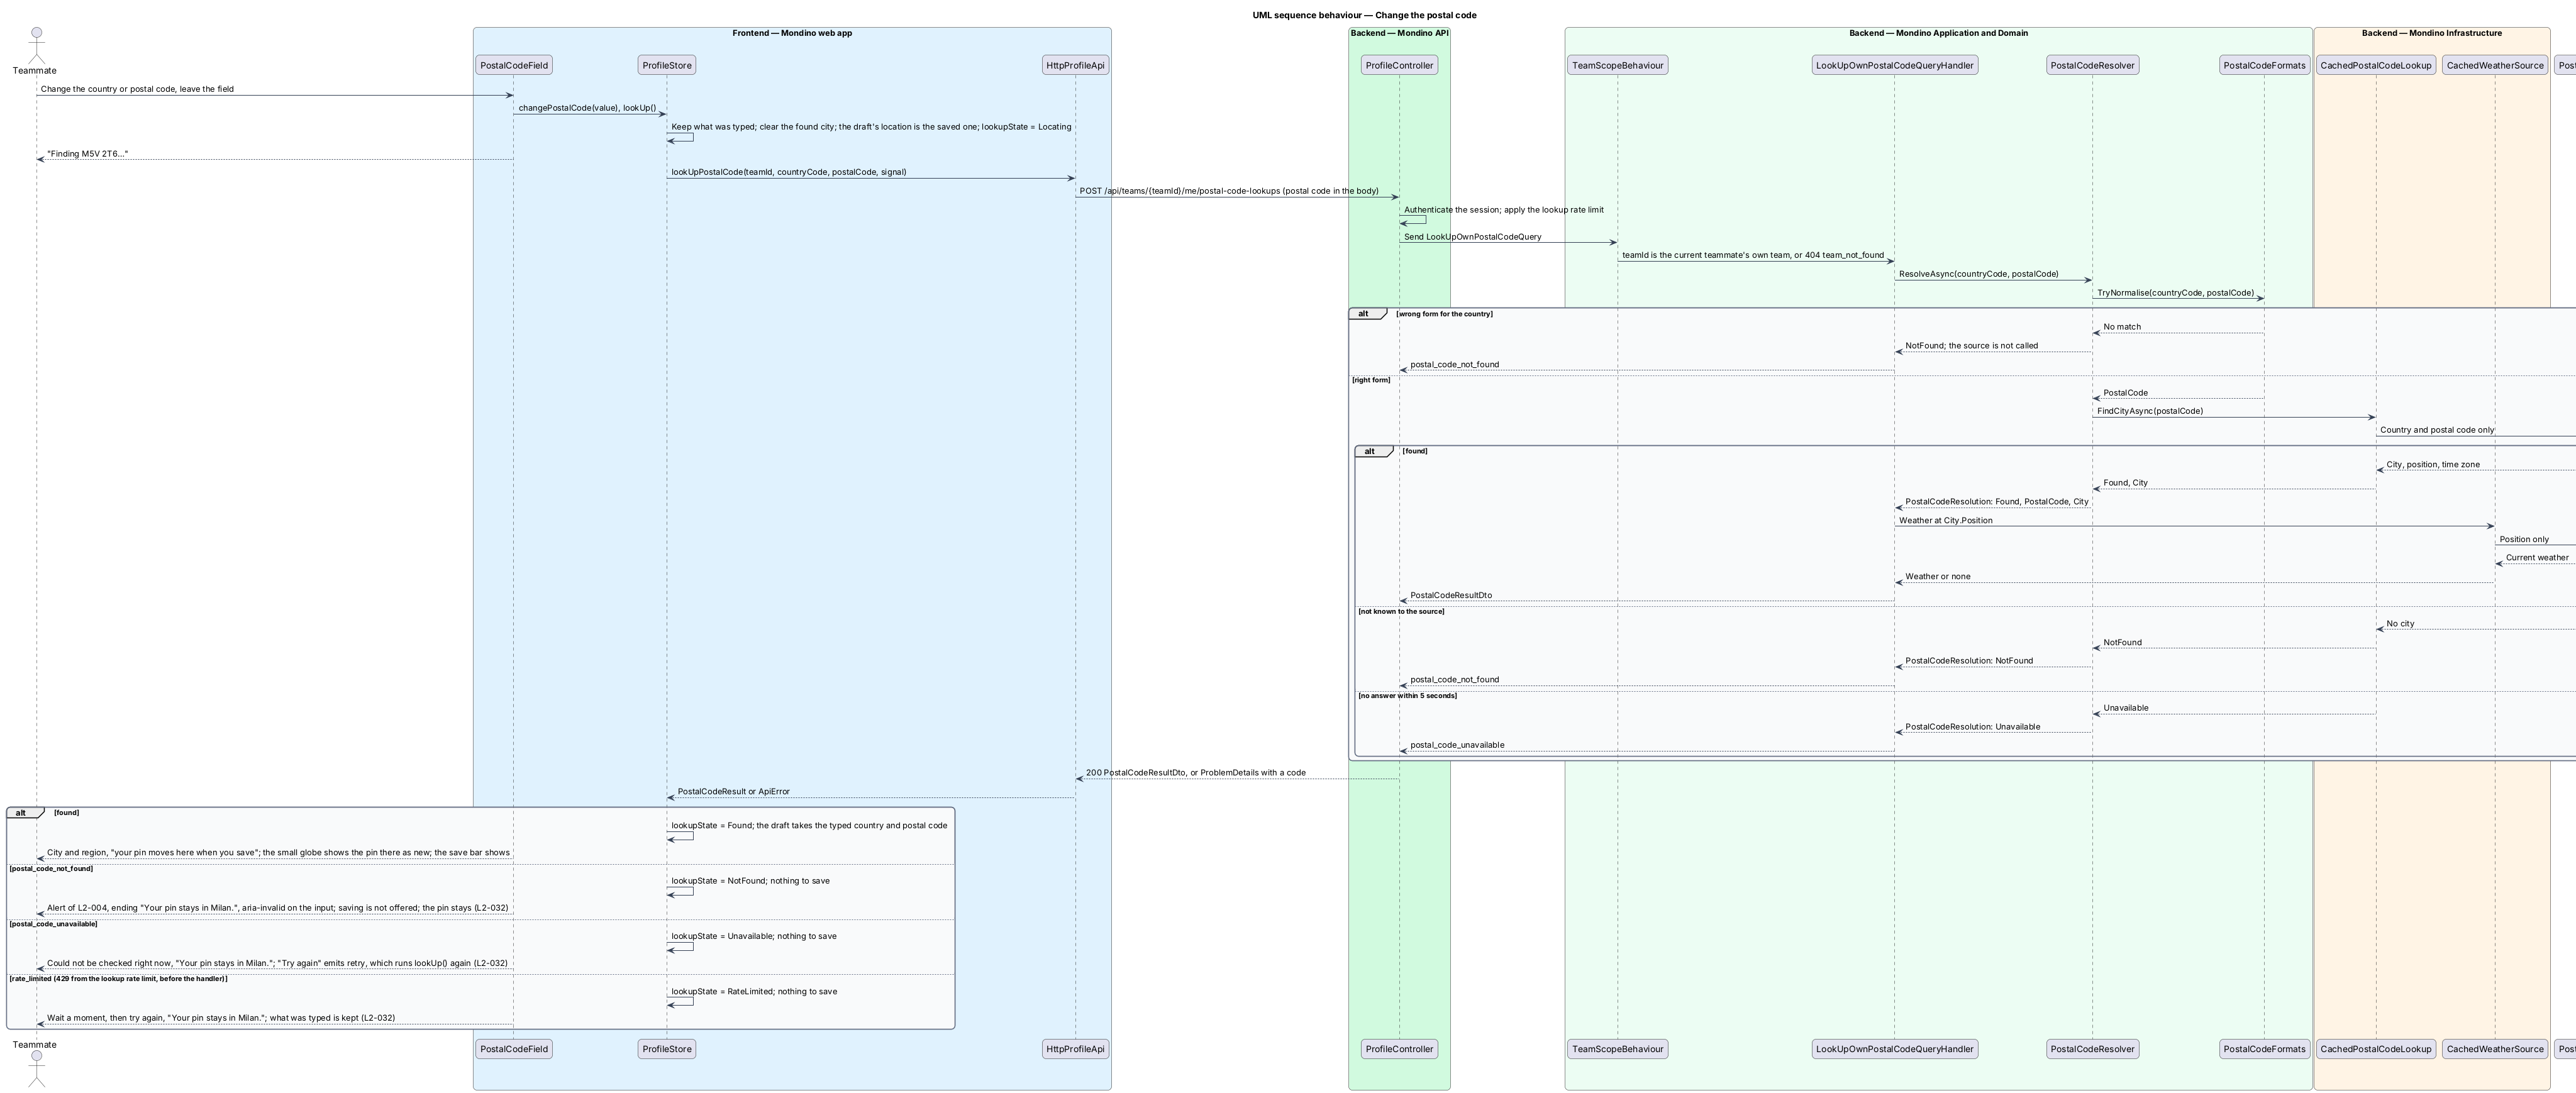 UML sequence behaviour — Change the postal code
Frontend — Mondino web app
Backend — Mondino API
Backend — Mondino Application and Domain
Backend — Mondino Infrastructure
Teammate
PostalCodeField
ProfileStore
HttpProfileApi
ProfileController
TeamScopeBehaviour
LookUpOwnPostalCodeQueryHandler
PostalCodeResolver
PostalCodeFormats
CachedPostalCodeLookup
CachedWeatherSource
Change the country or postal code, leave the field
changePostalCode(value), lookUp()
Keep what was typed; clear the found city; the draft's location is the saved one; lookupState = Locating
"Finding M5V 2T6..."
lookUpPostalCode(teamId, countryCode, postalCode, signal)
POST /api/teams/{teamId}/me/postal-code-lookups (postal code in the body)
Authenticate the session; apply the lookup rate limit
Send LookUpOwnPostalCodeQuery
teamId is the current teammate's own team, or 404 team_not_found
ResolveAsync(countryCode, postalCode)
TryNormalise(countryCode, postalCode)
alt [wrong form for the country]
No match
NotFound; the source is not called
postal_code_not_found
[right form]
PostalCode
FindCityAsync(postalCode)
Country and postal code only
alt [found]
City, position, time zone
Found, City
PostalCodeResolution: Found, PostalCode, City
Weather at City.Position
Position only
Current weather
Weather or none
PostalCodeResultDto
[not known to the source]
No city
NotFound
PostalCodeResolution: NotFound
postal_code_not_found
[no answer within 5 seconds]
Unavailable
PostalCodeResolution: Unavailable
postal_code_unavailable
200 PostalCodeResultDto, or ProblemDetails with a code
PostalCodeResult or ApiError
alt [found]
lookupState = Found; the draft takes the typed country and postal code
City and region, "your pin moves here when you save"; the small globe shows the pin there as new; the save bar shows
[postal_code_not_found]
lookupState = NotFound; nothing to save
Alert of L2-004, ending "Your pin stays in Milan.", aria-invalid on the input; saving is not offered; the pin stays (L2-032)
[postal_code_unavailable]
lookupState = Unavailable; nothing to save
Could not be checked right now, "Your pin stays in Milan."; "Try again" emits retry, which runs lookUp() again (L2-032)
[rate_limited (429 from the lookup rate limit, before the handler)]
lookupState = RateLimited; nothing to save
Wait a moment, then try again, "Your pin stays in Milan."; what was typed is kept (L2-032)
Teammate
PostalCodeField
ProfileStore
HttpProfileApi
ProfileController
TeamScopeBehaviour
LookUpOwnPostalCodeQueryHandler
PostalCodeResolver
PostalCodeFormats
CachedPostalCodeLookup
CachedWeatherSource